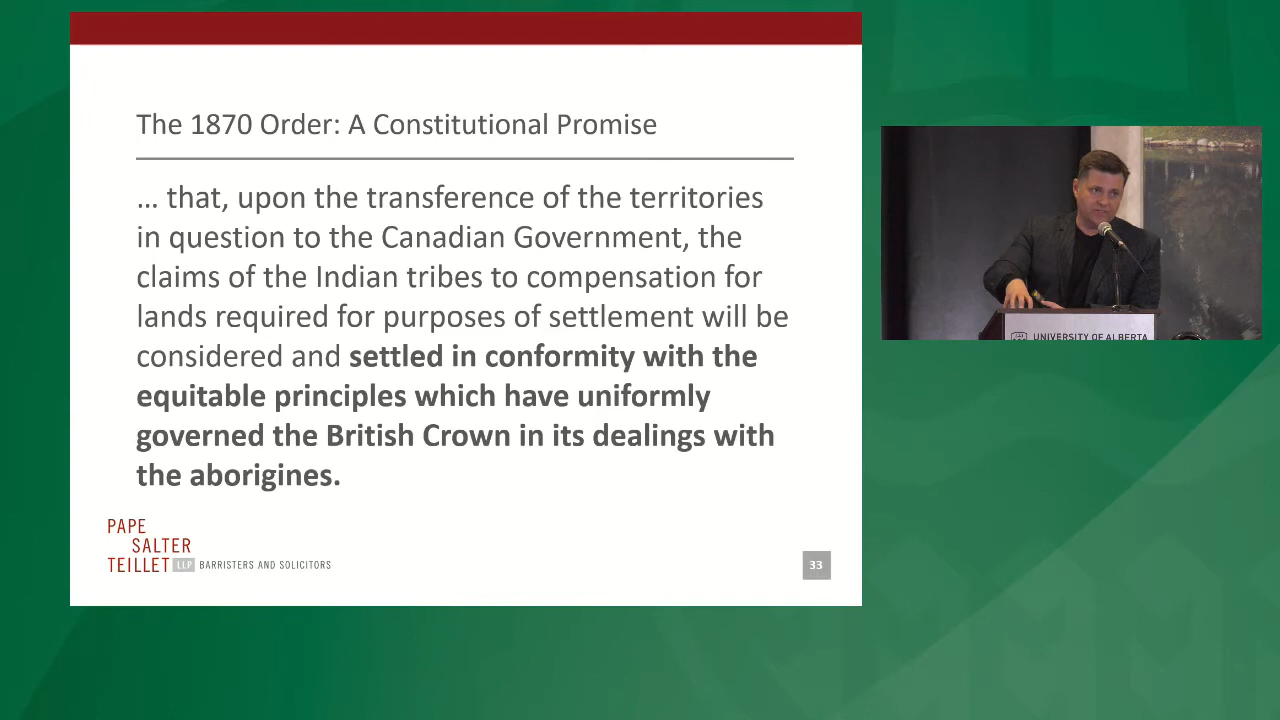 The 1870 Order: A Constitutional Promise
… that, upon the transference of the territories
in question to the Canadian Government, the
claims of the Indian tribes to compensation for
lands required for purposes of settlement will be
considered and settled in conformity with the
equitable principles which have uniformly
governed the British Crown in its dealings with
the aborigines.
PAPE
SALTER
TEILLET LLP BARRISTERS AND SOLICITORS
33
UNIVERSITY OF ALBERTA